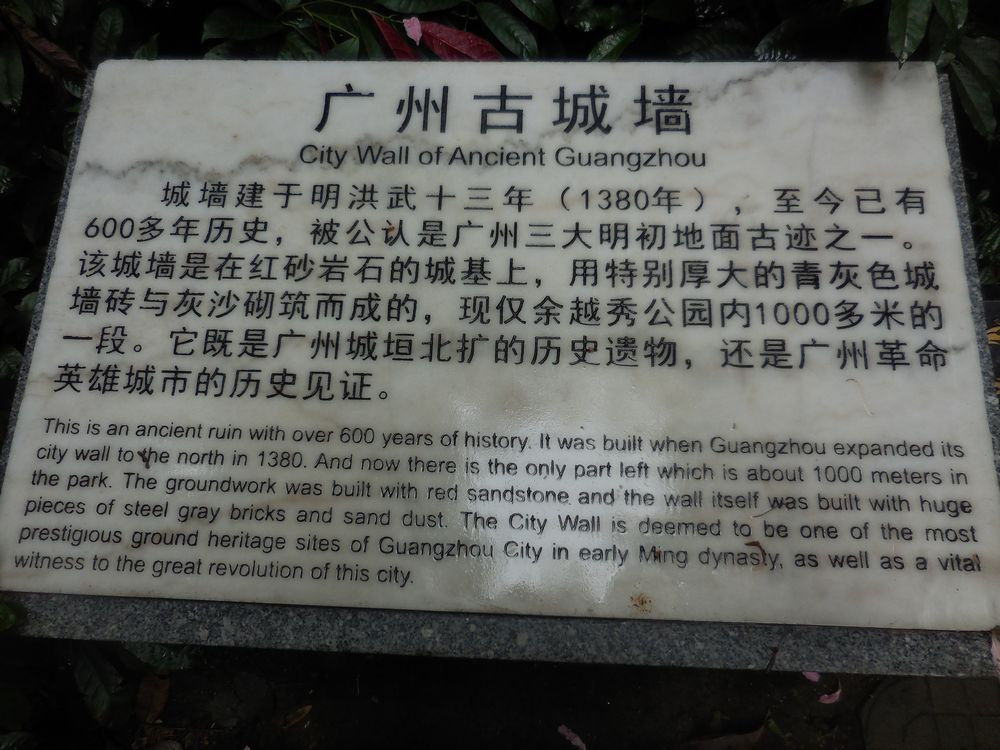 广州古城墙
City Wall of Ancient Guangzhou
城墙建于明洪武十三年（1380年），至今已有
600多年历史，被公认是广州三大明初地面古迹之一。
该城墙是在红砂岩石的城基上，用特别厚大的青灰色城
墙砖与灰沙砌筑而成的，现仅余越秀公园内1000多米的
一段。它既是广州城垣北扩的历史遗物，还是广州革命
英雄城市的历史见证。
This is an ancient ruin with over 600 years of history. It was built when Guangzhou expanded its
city wall to the north in 1380. And now there is the only part left which is about 1000 meters in
the park. The groundwork was built with red sandstone and the wall itself was built with huge
pieces of steel gray bricks and sand dust. The City Wall is deemed to be one of the most
prestigious ground heritage sites of Guangzhou City in early Ming dynasty, as well as a vital
witness to the great revolution of this city.